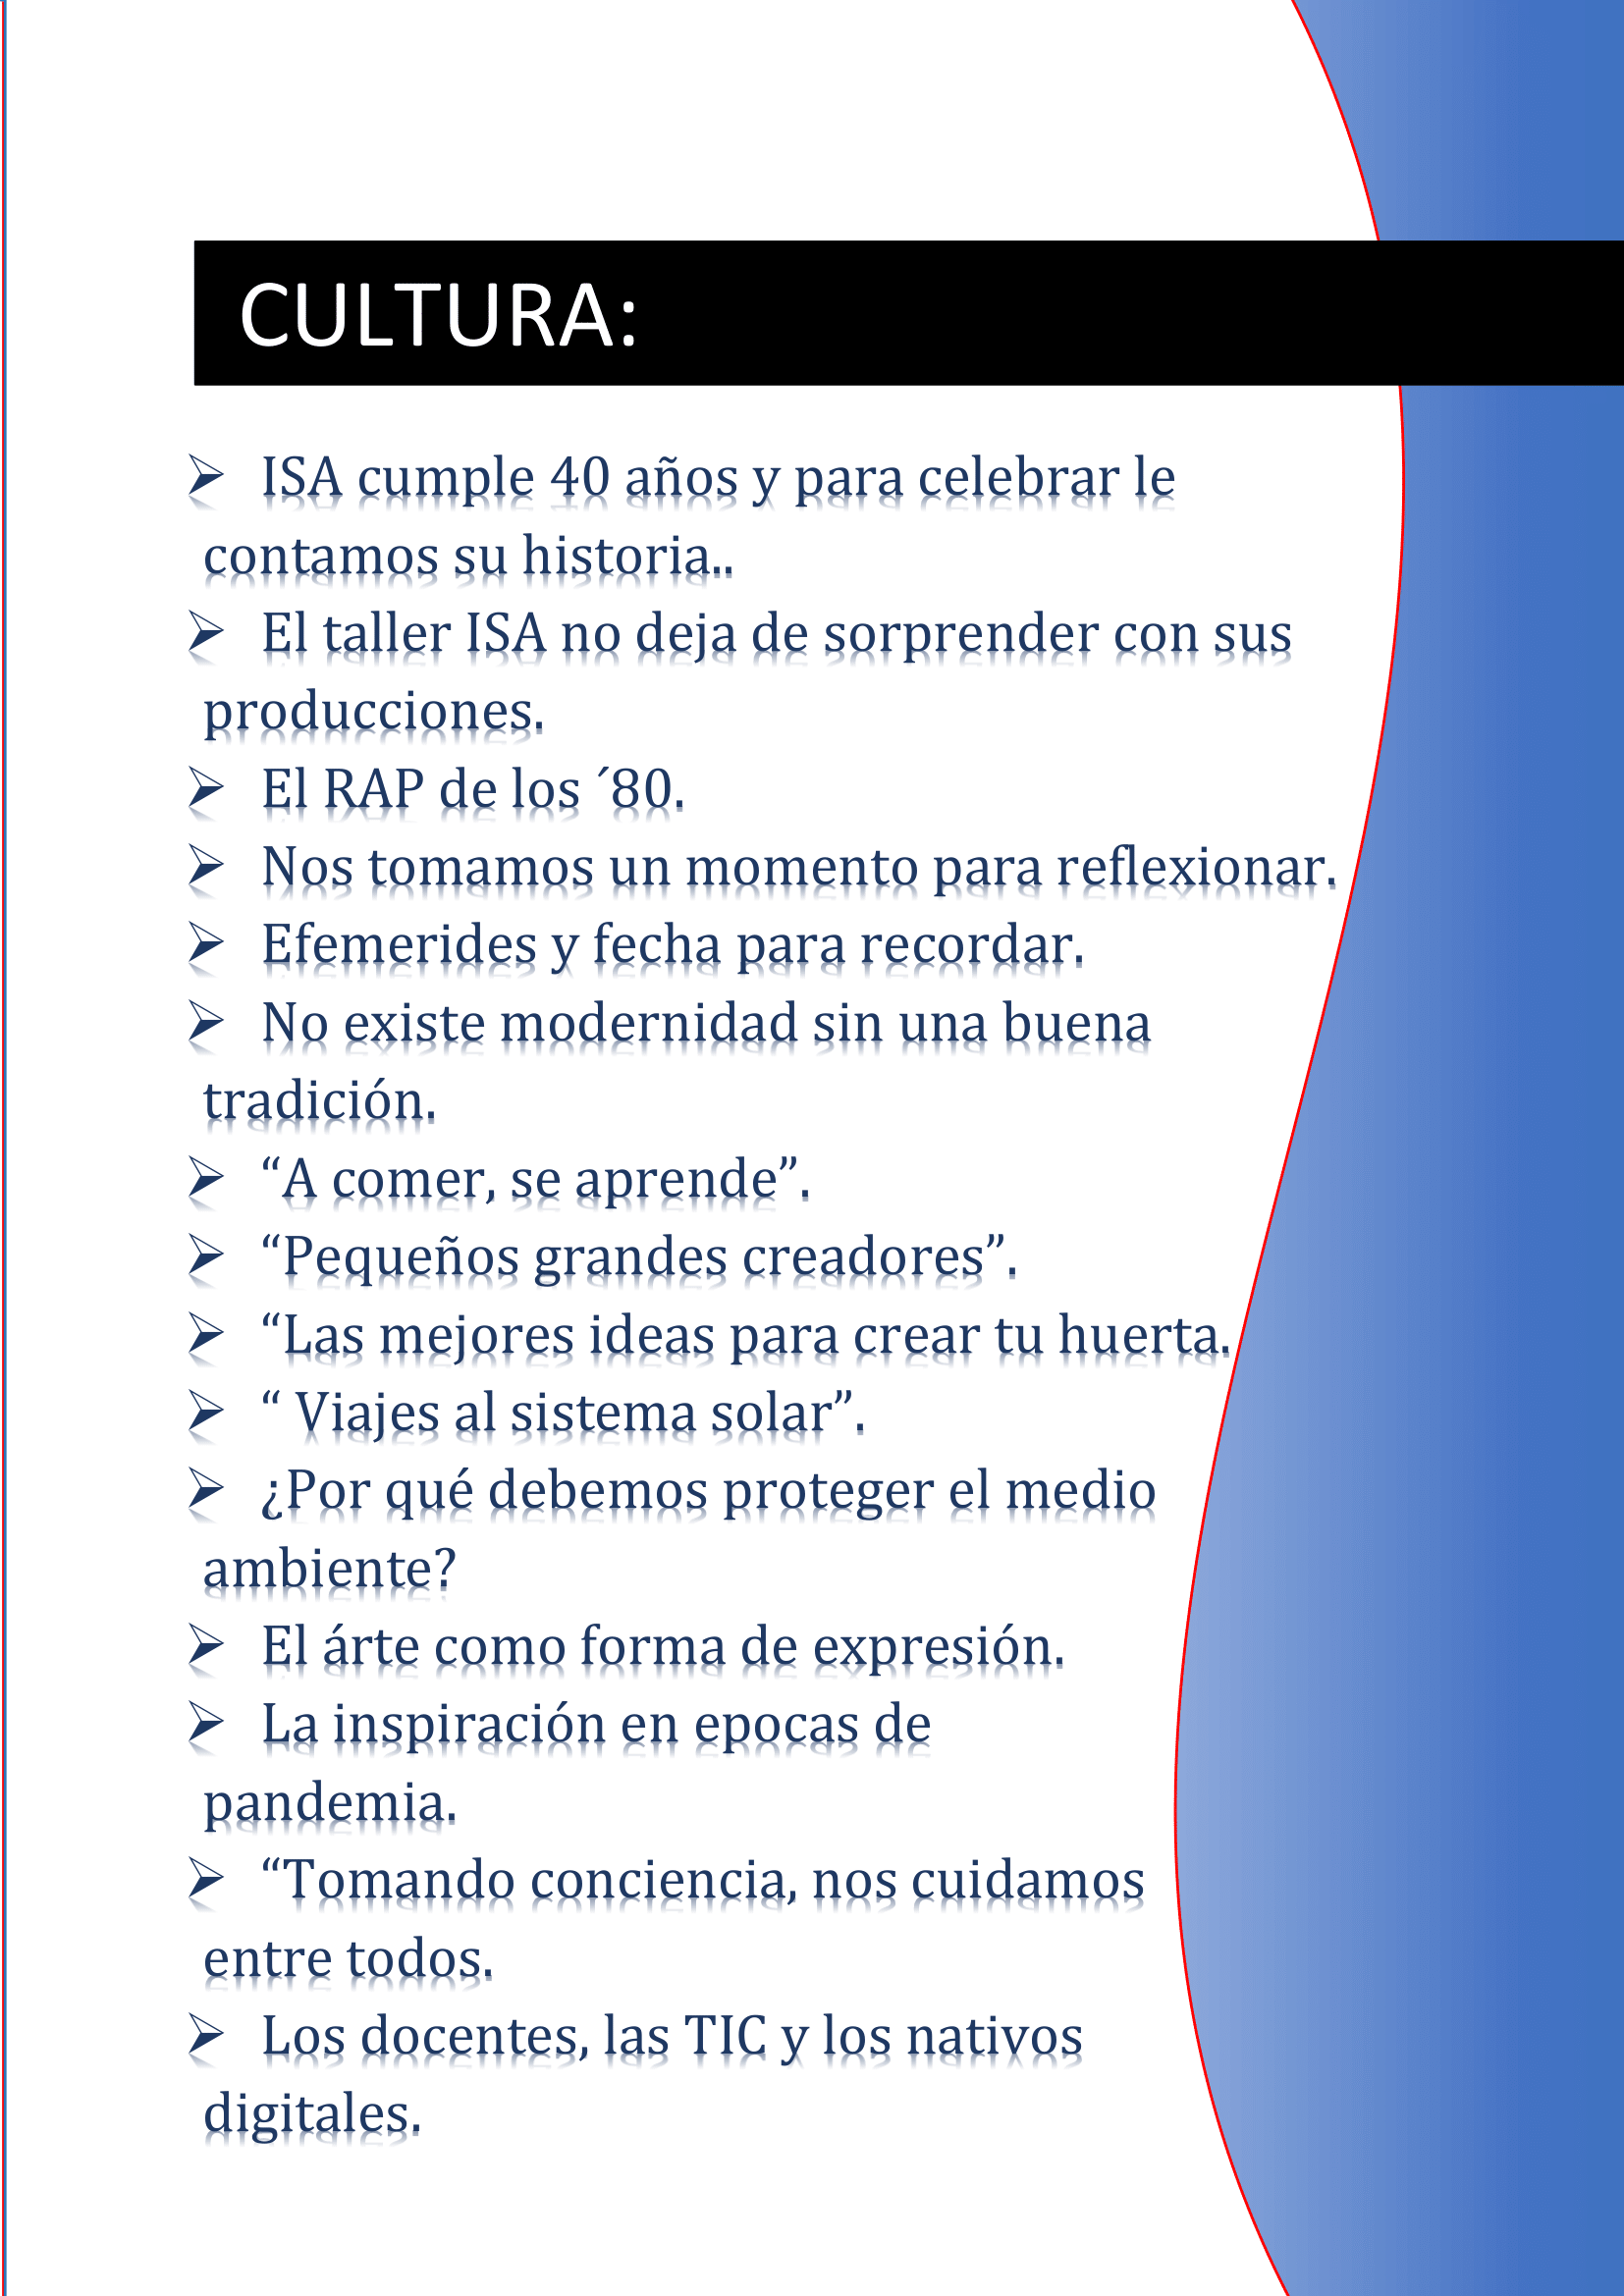 CULTURA:
➢ ISA cumple 40 años y para celebrar le
contamos su historia..
➢ El taller ISA no deja de sorprender con sus
producciones.
➢ El RAP de los ´80.
➢ Nos tomamos un momento para reflexionar.
➢ Efemerides y fecha para recordar.
➢ No existe modernidad sin una buena
tradición.
➢ “A comer, se aprende”.
➢ “Pequeños grandes creadores”.
➢ “Las mejores ideas para crear tu huerta.
➢ “ Viajes al sistema solar”.
➢ ¿Por qué debemos proteger el medio
ambiente?
➢ El árte como forma de expresión.
➢ La inspiración en epocas de
pandemia.
➢ “Tomando conciencia, nos cuidamos
entre todos.
➢ Los docentes, las TIC y los nativos
digitales.